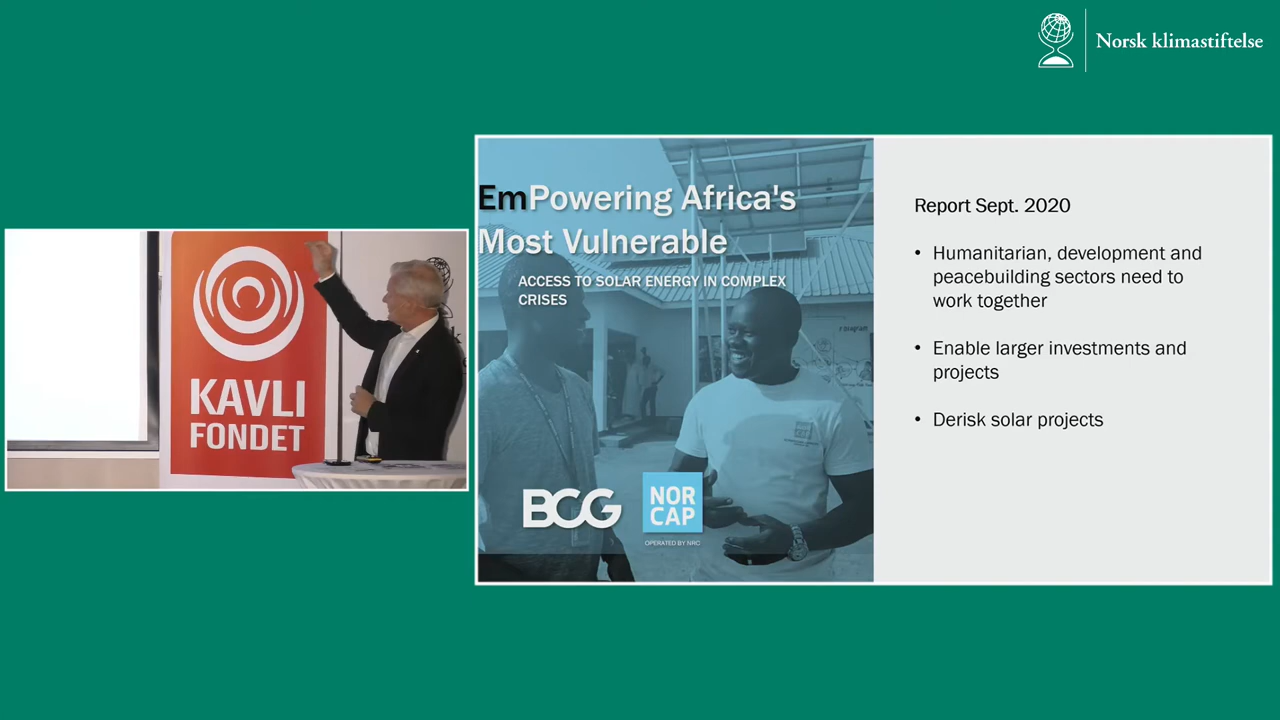 Norsk klimastiftelse
KAVLI
FONDET
EmPowering Africa's
Most Vulnerable
ACCESS TO SOLAR ENERGY IN COMPLEX
CRISES
BCG
NOR
CAP
OPERATED BY NRC
Report Sept. 2020
• Humanitarian, development and
peacebuilding sectors need to
work together
• Enable larger investments and
projects
• Derisk solar projects